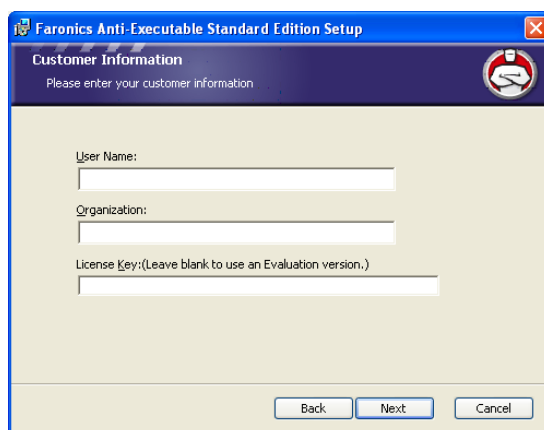 Faronics Anti-Executable Standard Edition Setup
Customer Information
Please enter your customer information
User Name:
Organization:
License Key:(Leave blank to use an Evaluation version.)
Back Next Cancel